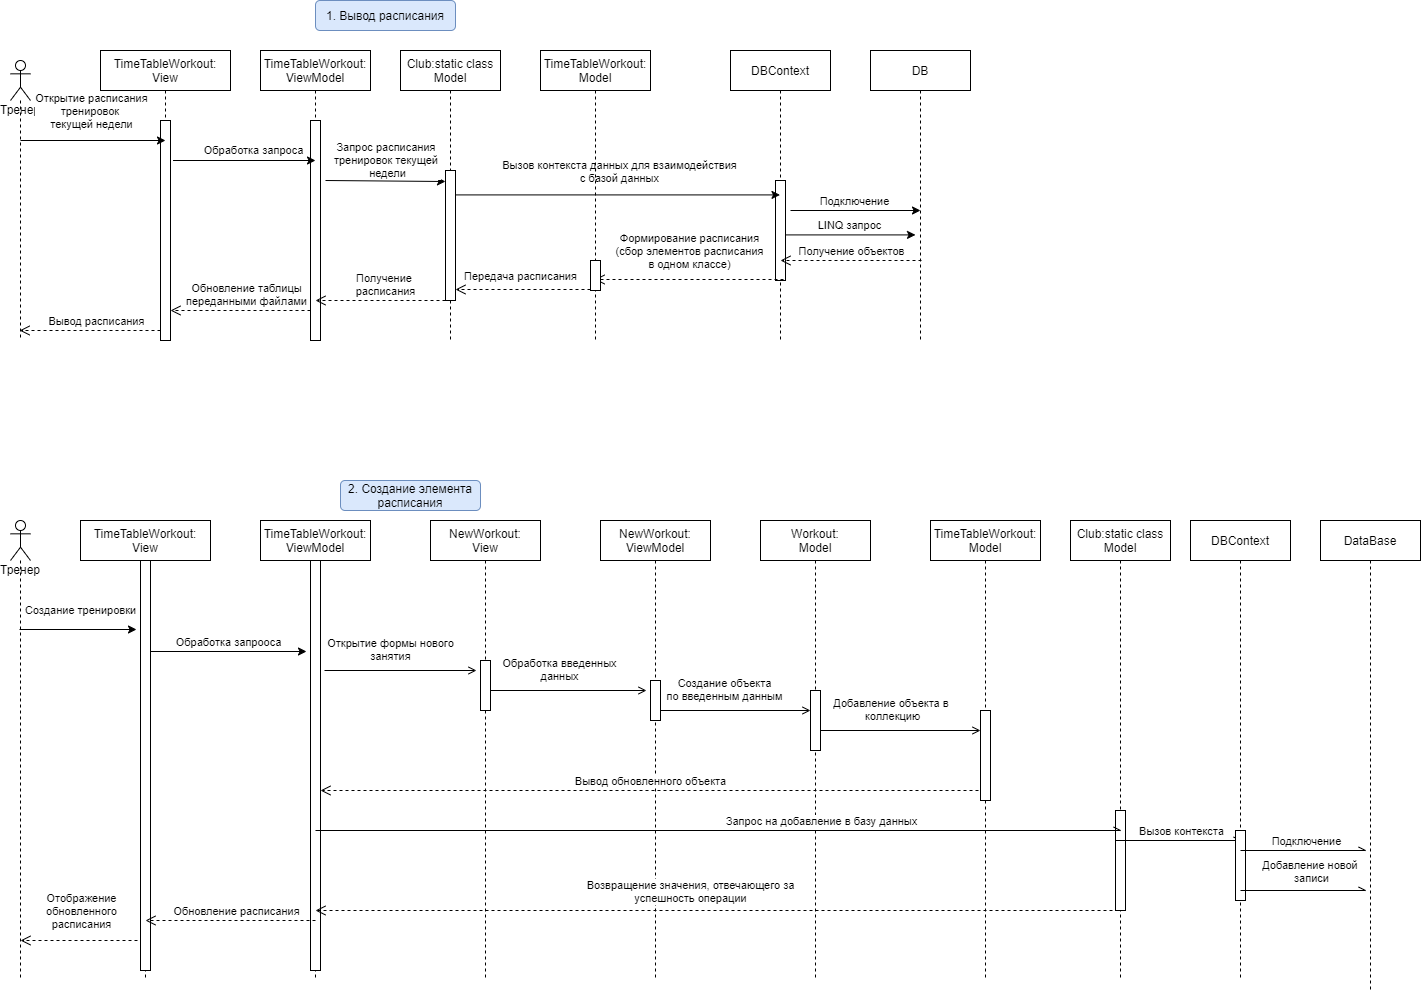 1. Вывод расписания
TimeTableWorkout:
View
TimeTableWorkout:
ViewModel
Club:static class
Model
TimeTableWorkout:
Model
DBContext
DB
Тренер
Открытие расписания
тренировок
текущей недели
Обработка запроса
Запрос расписания
тренировок текущей
недели
Вызов контекста данных для взаимодействия
с базой данных
Подключение
LINQ запрос
Получение объектов
Формирование расписания
(сбор элементов расписания
в одном классе)
Передача расписания
Получение
расписания
Обновление таблицы
переданными файлами
Вывод расписания
2. Создание элемента
расписания
TimeTableWorkout:
View
TimeTableWorkout:
ViewModel
NewWorkout:
View
NewWorkout:
ViewModel
Workout:
Model
TimeTableWorkout:
Model
Club:static class
Model
DBContext
DataBase
Тренер
Создание тренировки
Обработка запрооса
Открытие формы нового
занятия
Обработка введенных
данных
Создание объекта
по введенным данным
Добавление объекта в
коллекцию
Вывод обновленного объекта
Запрос на добавление в базу данных
Вызов контекста
Подключение
Добавление новой
записи
Возвращение значения, отвечающего за
успешность операции
Обновление расписания
Отображение
обновленного
расписания